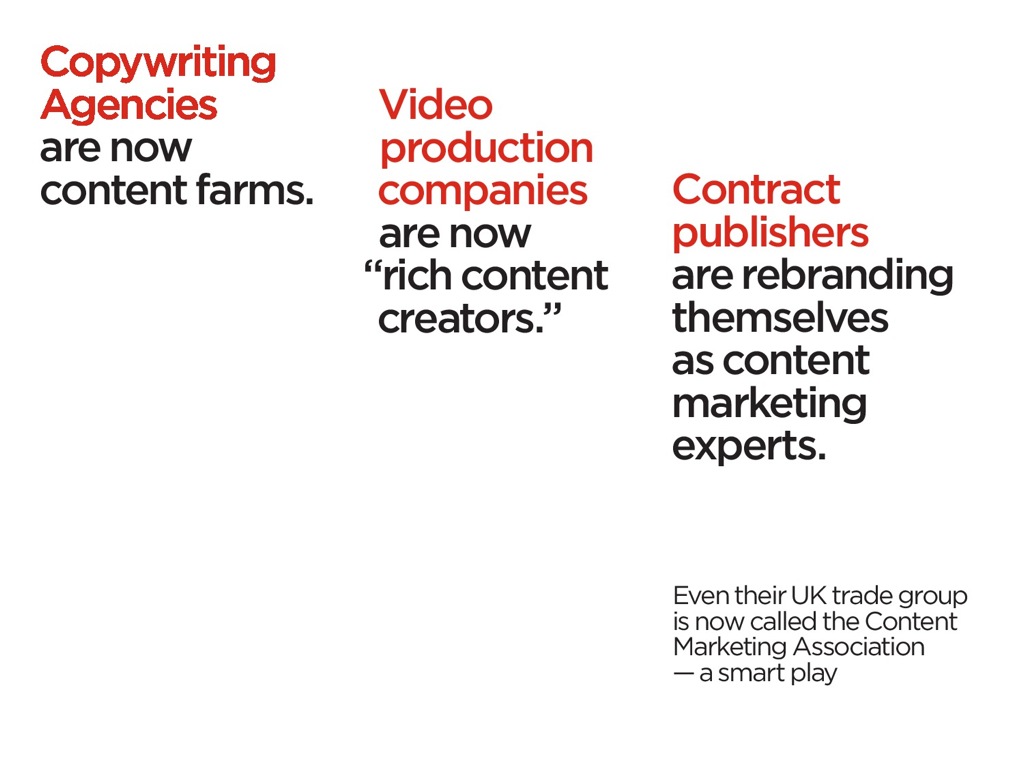 Copywriting
Agencies
are now
content farms.
Video
production
companies
are now
“rich content
creators.”
Contract
publishers
are rebranding
themselves
as content
marketing
experts.
Even their UK trade group
is now called the Content
Marketing Association
— a smart play